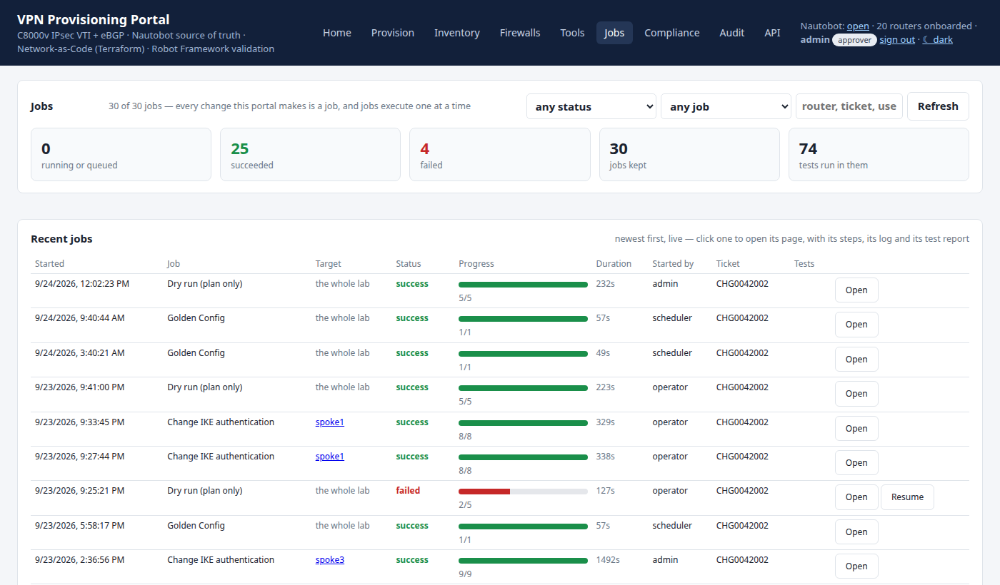 VPN Provisioning Portal
C8000v IPsec VTI + eBGP · Nautobot source of truth ·
Network-as-Code (Terraform) · Robot Framework validation
Home Provision Inventory Firewalls Tools Jobs Compliance Audit API
Nautobot: open · 20 routers onboarded ·
admin approver sign out · ☾ dark
Jobs 30 of 30 jobs — every change this portal makes is a job, and jobs execute one at a time any status any job router, ticket, use Refresh
0 25 4 30 74
running or queued succeeded failed jobs kept tests run in them
Recent jobs newest first, live — click one to open its page, with its steps, its log and its test report
Started Job Target Status Progress Duration Started by Ticket Tests
9/24/2026, 12:02:23 PM Dry run (plan only) the whole lab success 232s admin CHG0042002 Open
5/5
9/24/2026, 9:40:44 AM Golden Config the whole lab success 57s scheduler CHG0042002 Open
1/1
9/24/2026, 3:40:21 AM Golden Config the whole lab success 49s scheduler CHG0042002 Open
1/1
9/23/2026, 9:41:00 PM Dry run (plan only) the whole lab success 223s operator CHG0042002 Open
5/5
9/23/2026, 9:33:45 PM Change IKE authentication spoke1 success 329s operator CHG0042002 Open
8/8
9/23/2026, 9:27:44 PM Change IKE authentication spoke1 success 338s operator CHG0042002 Open
8/8
9/23/2026, 9:25:21 PM Dry run (plan only) the whole lab failed 127s operator CHG0042002 Open Resume
2/5
9/23/2026, 5:58:17 PM Golden Config the whole lab success 57s scheduler CHG0042002 Open
1/1
9/23/2026, 2:36:56 PM Change IKE authentication spoke3 success 1492s admin CHG0042002 Open
9/9